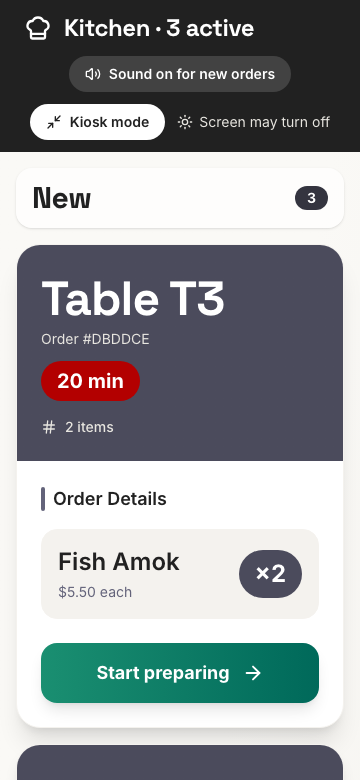 Kitchen · 3 active
Sound on for new orders
Kiosk mode
Screen may turn off
New
3
Table T3
Order #DBDDCE
20 min
# 2 items
Order Details
Fish Amok
$5.50 each
×2
Start preparing →